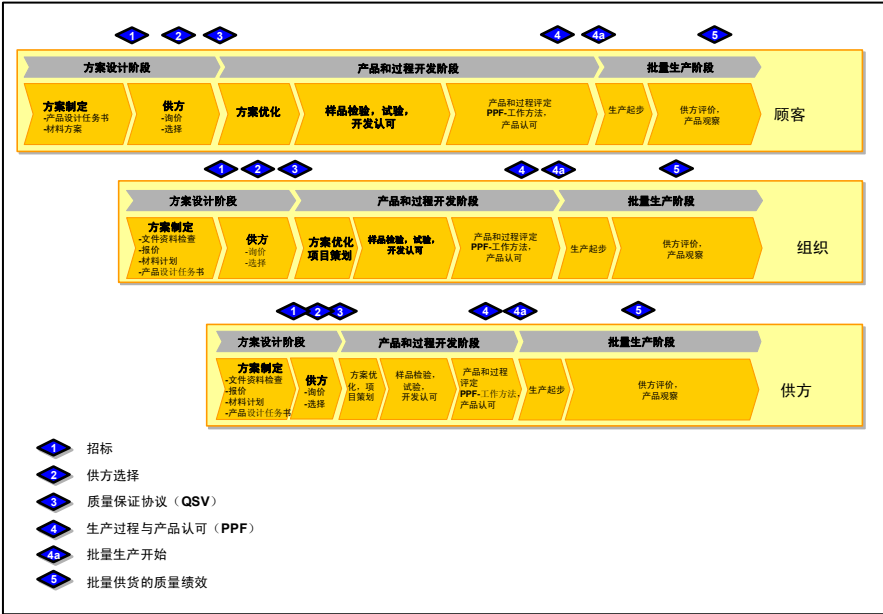 1 2 3 4 4a 5
方案设计阶段 产品和过程开发阶段 批量生产阶段
方案制定
-产品设计任务书
-材料方案
供方
-询价
-选择
方案优化
样品检验，试验，
开发认可
产品和过程评定
PPF-工作方法，
产品认可
生产起步
供方评价，
产品观察
顾客
1 2 3 4 4a 5
方案设计阶段 产品和过程开发阶段 批量生产阶段
方案制定
-文件资料检查
-报价
-材料计划
-产品设计任务书
供方
-询价
-选择
方案优化
项目策划
样品检验，试验，
开发认可
产品和过程评定
PPF-工作方法，
产品认可
生产起步
供方评价，
产品观察
组织
1 2 3 4 4a 5
方案设计阶段 产品和过程开发阶段 批量生产阶段
方案制定
-文件资料检查
-报价
-材料计划
-产品设计任务书
供方
-询价
-选择
方案优
化，项
目策划
样品检验，
试验，
开发认可
产品和过程
评定
PPF-工作方法，
产品认可
生产起步
供方评价，
产品观察
供方
1 招标
2 供方选择
3 质量保证协议（QSV）
4 生产过程与产品认可（PPF）
4a 批量生产开始
5 批量供货的质量绩效